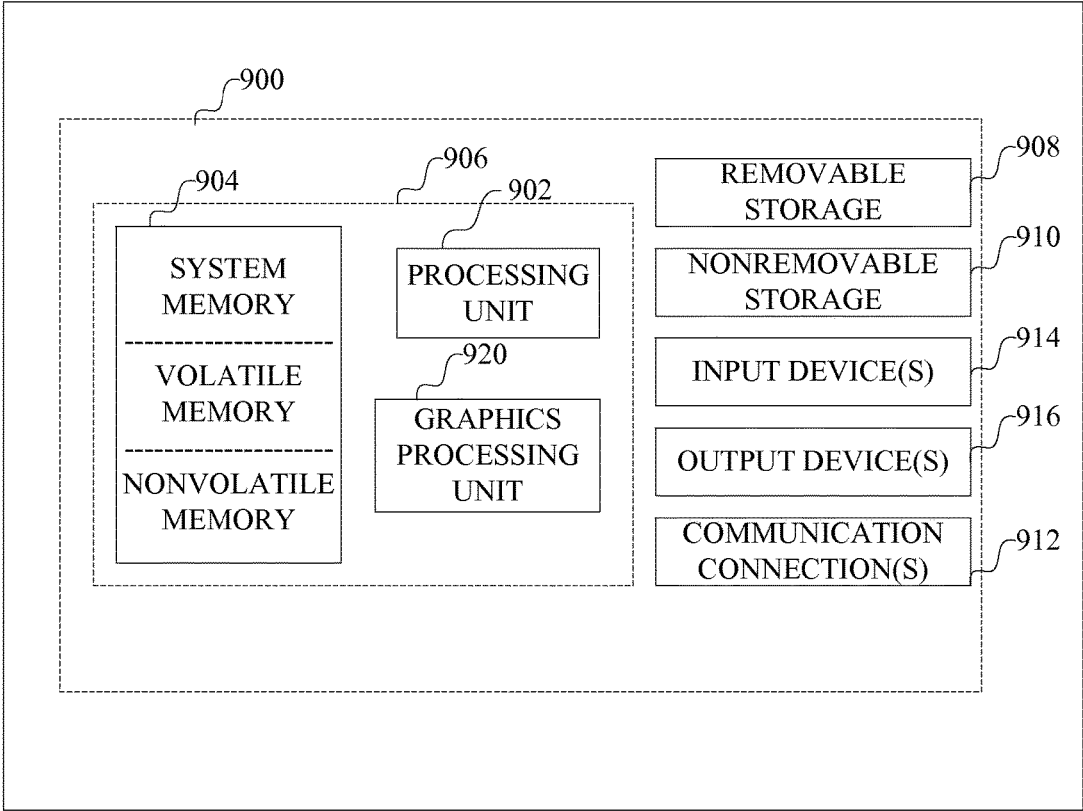 900
906
904
902
SYSTEM
MEMORY
VOLATILE
MEMORY
NONVOLATILE
MEMORY
PROCESSING
UNIT
920
GRAPHICS
PROCESSING
UNIT
REMOVABLE
STORAGE
908
NONREMOVABLE
STORAGE
910
INPUT DEVICE(S)
914
OUTPUT DEVICE(S)
916
COMMUNICATION
CONNECTION(S)
912